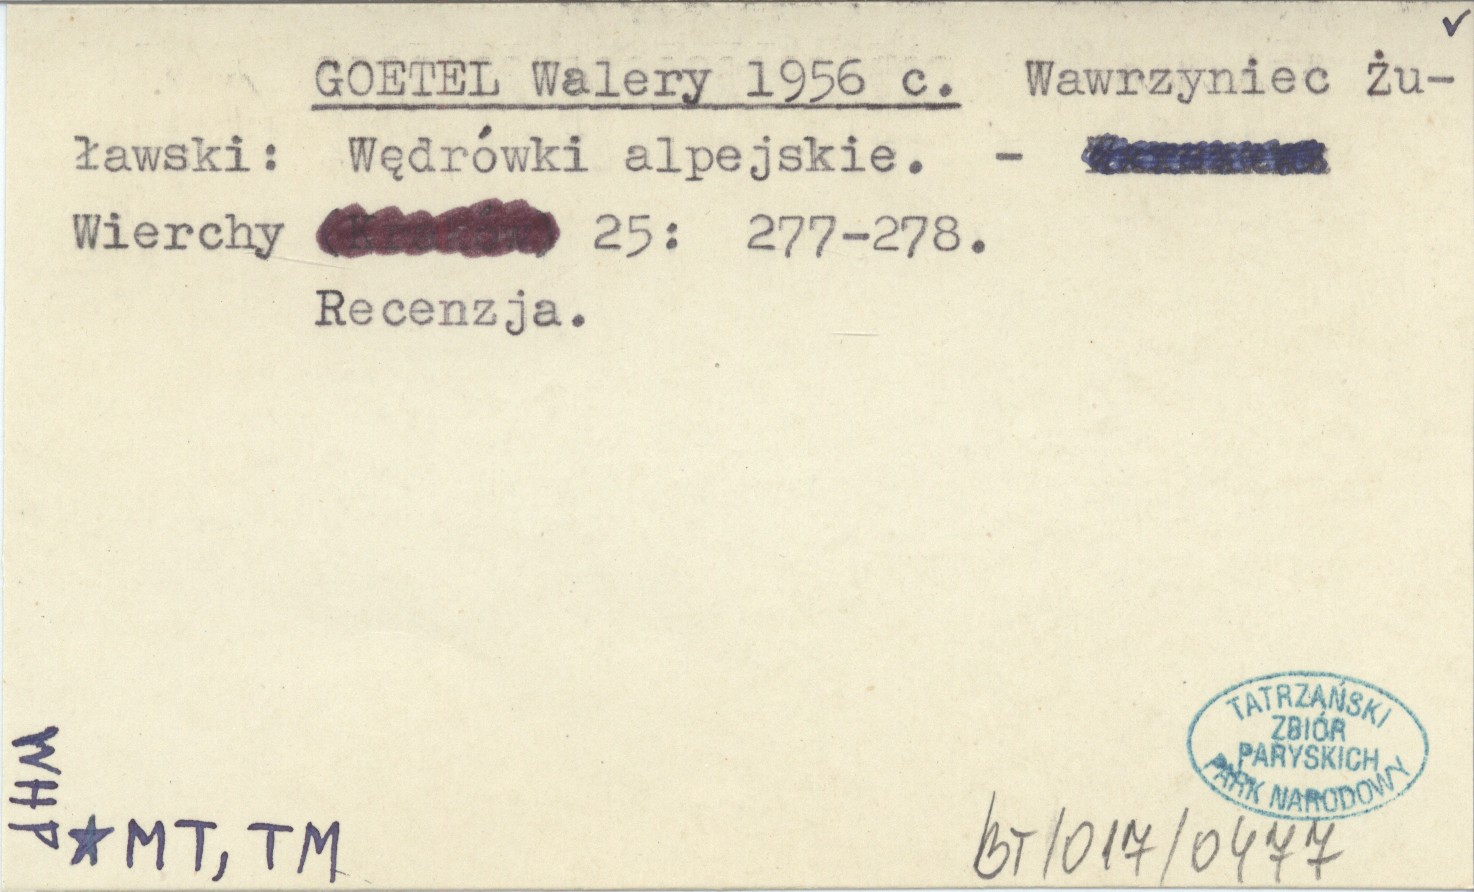 GOETEL Walery 1956 c. Wawrzyniec Żu-
ławski: Wędrówki alpejskie. -
Wierchy 25: 277-278.
Recenzja.
TATRZAŃSKI
ZBIÓR
PARYSKICH
PARK NARODOWY
WHP
★MT, TM
BT/017/0477